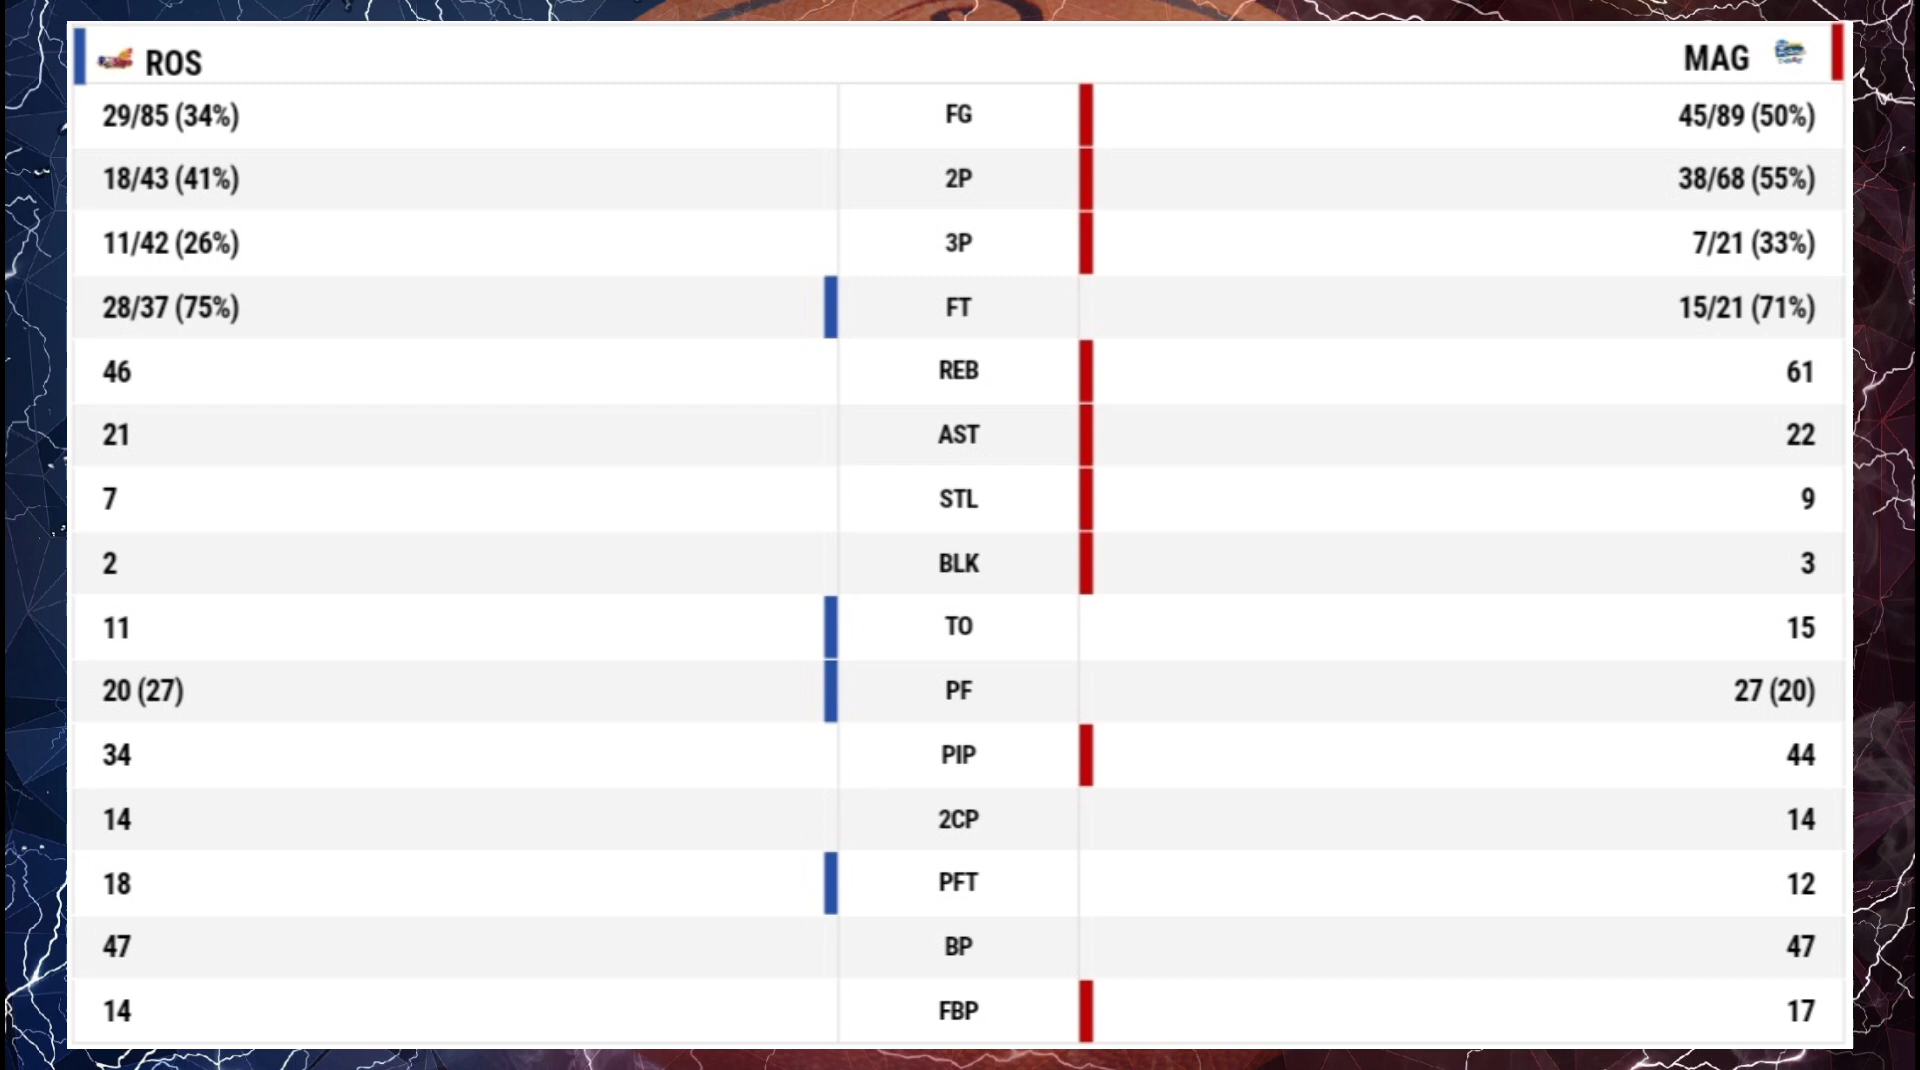 ROS MAG
29/85 (34%) FG 45/89 (50%)
18/43 (41%) 2P 38/68 (55%)
11/42 (26%) 3P 7/21 (33%)
28/37 (75%) FT 15/21 (71%)
46 REB 61
21 AST 22
7 STL 9
2 BLK 3
11 TO 15
20 (27) PF 27 (20)
34 PIP 44
14 2CP 14
18 PFT 12
47 BP 47
14 FBP 17